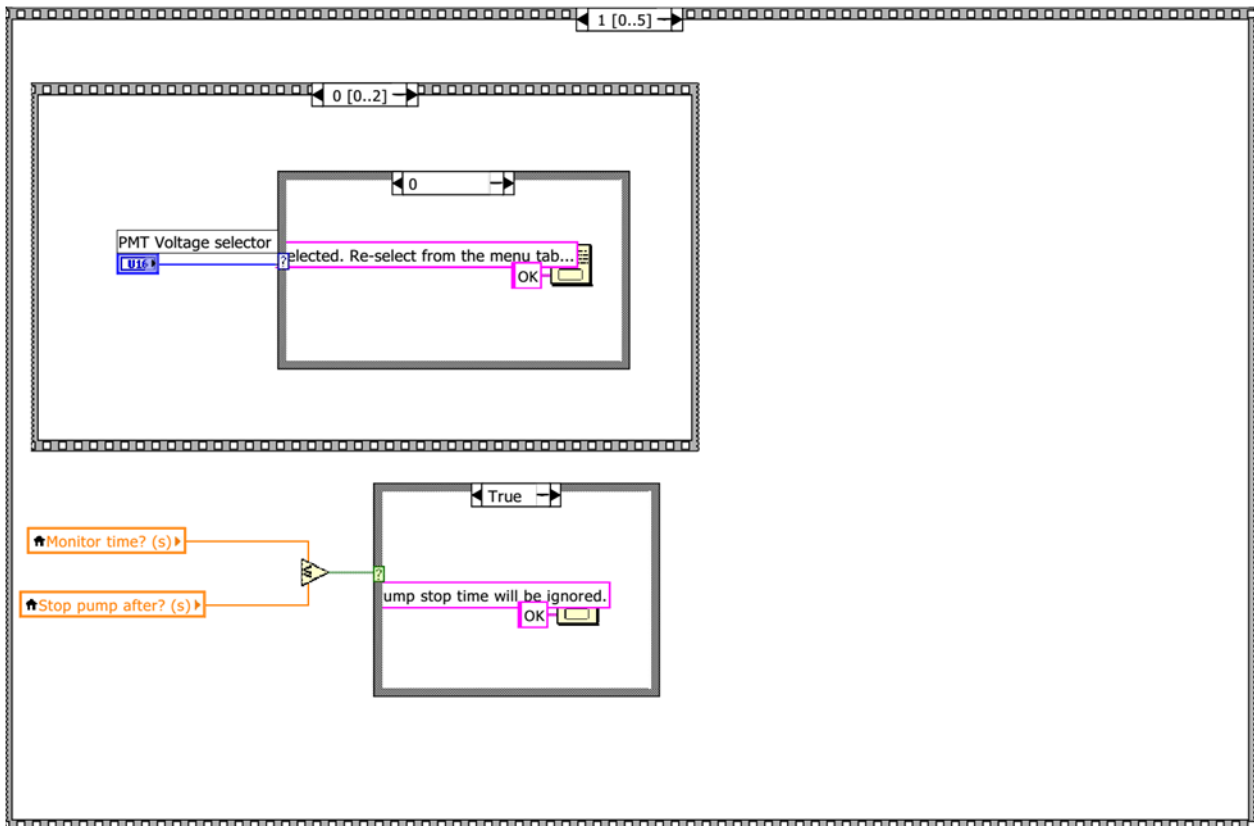 1 [0..5]
0 [0..2]
0
PMT Voltage selector
U16
?
elected. Re-select from the menu tab...
OK
True
Monitor time? (s)
≤
?
Stop pump after? (s)
ump stop time will be ignored.
OK